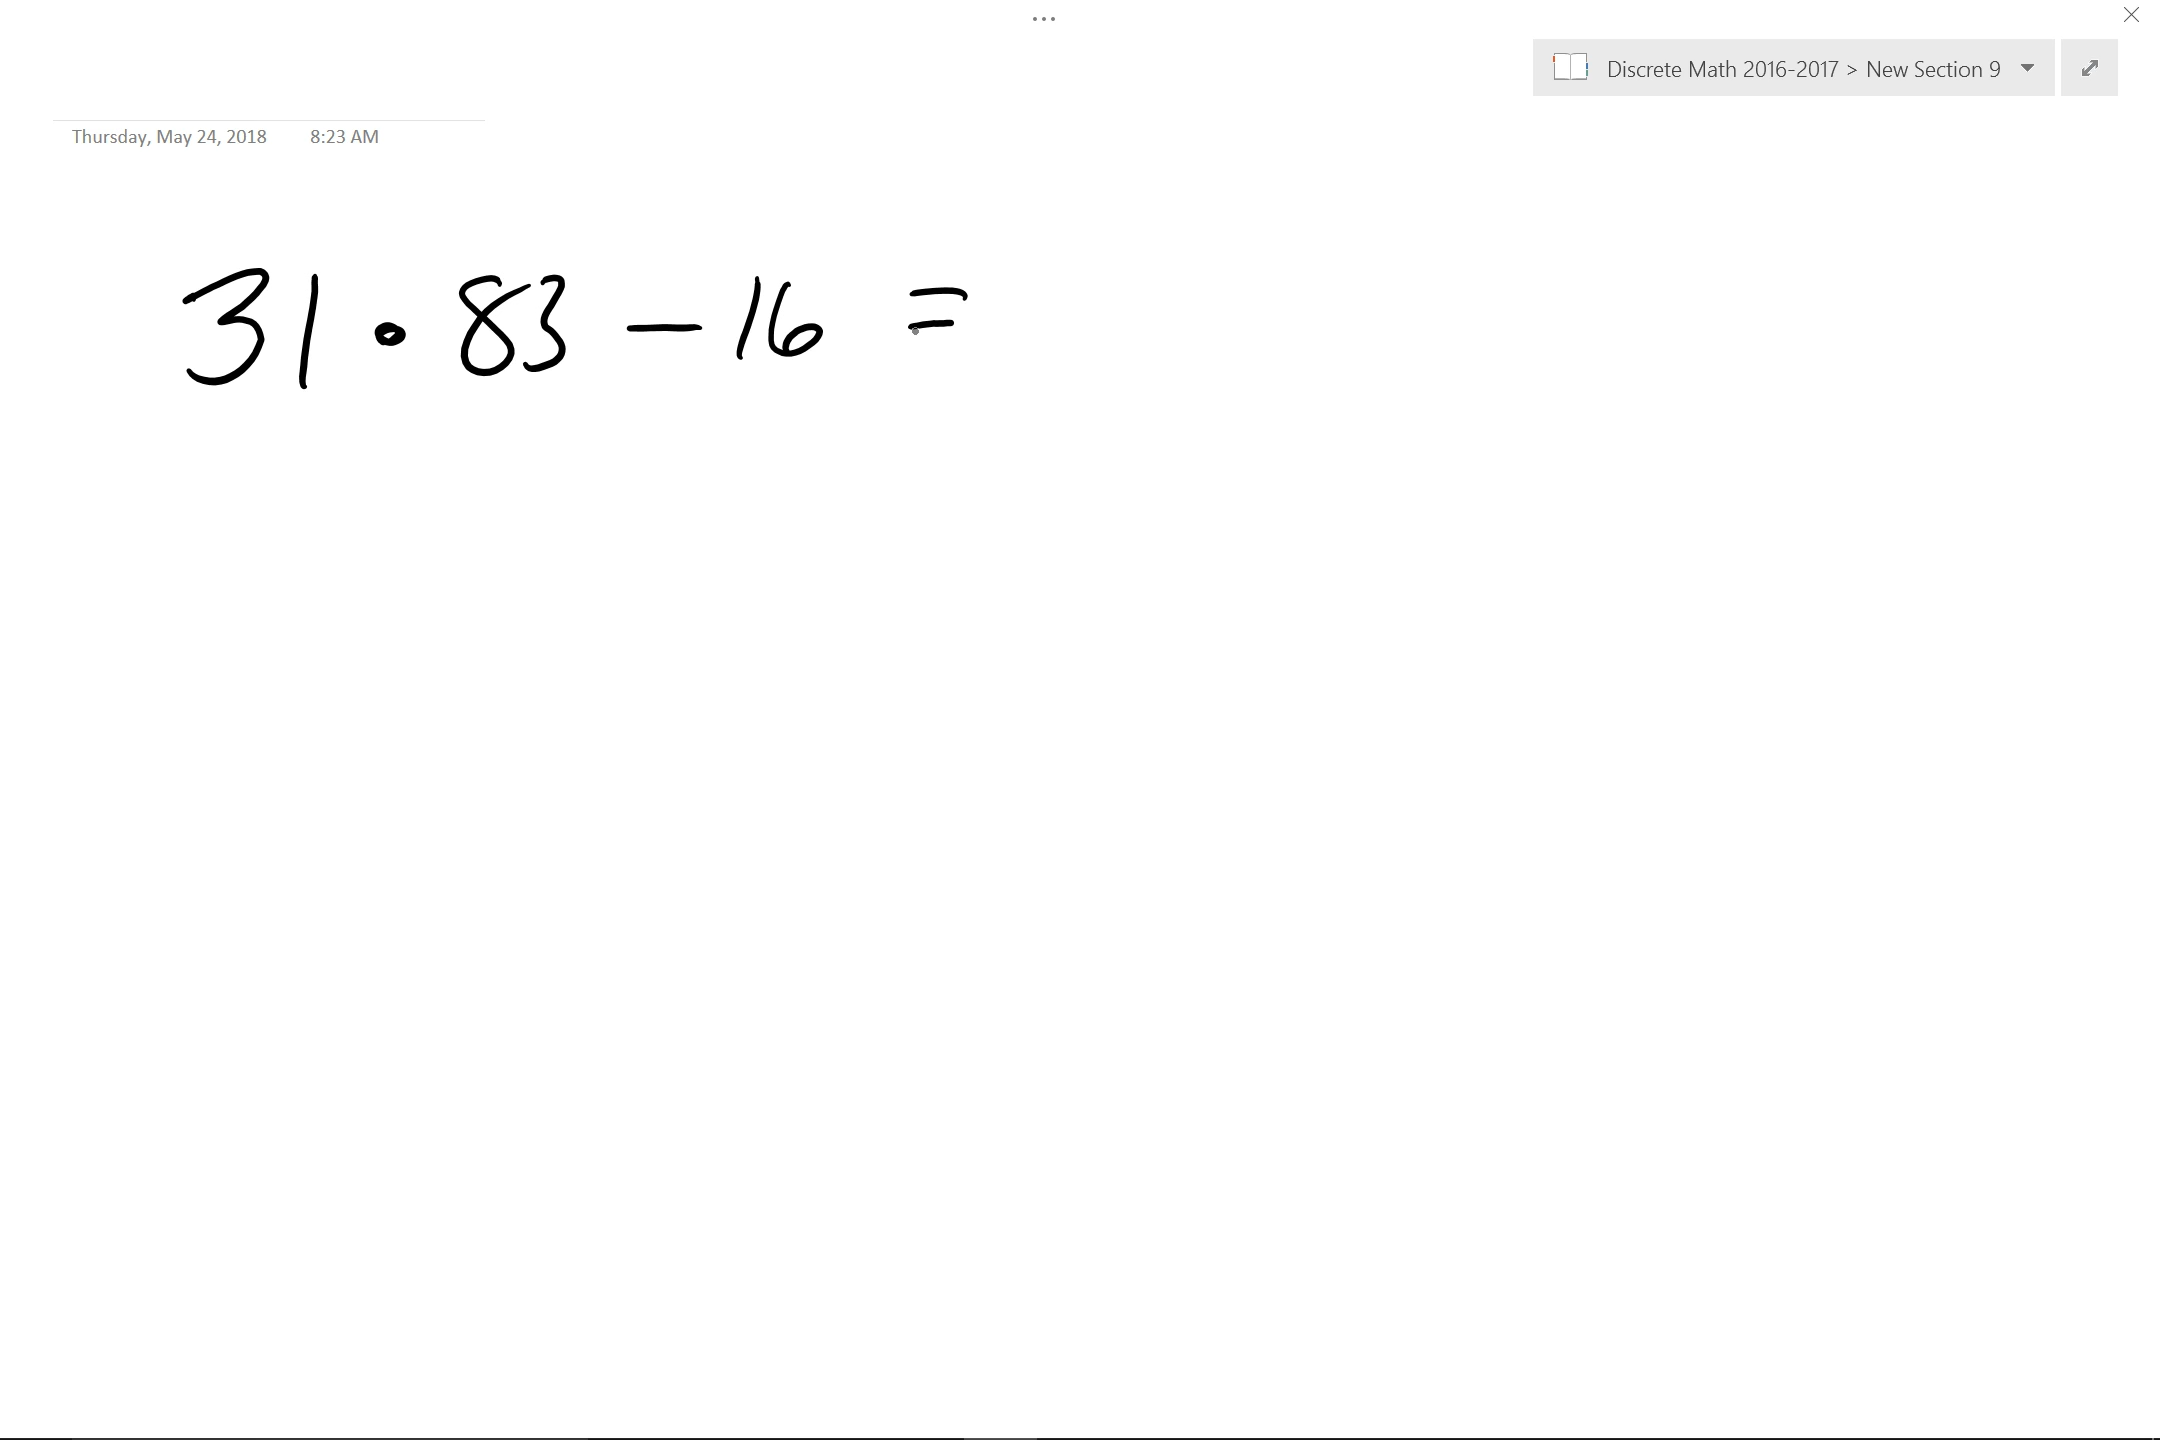 Discrete Math 2016-2017 > New Section 9
Thursday, May 24, 2018 8:23 AM
31 • 83 − 16 =